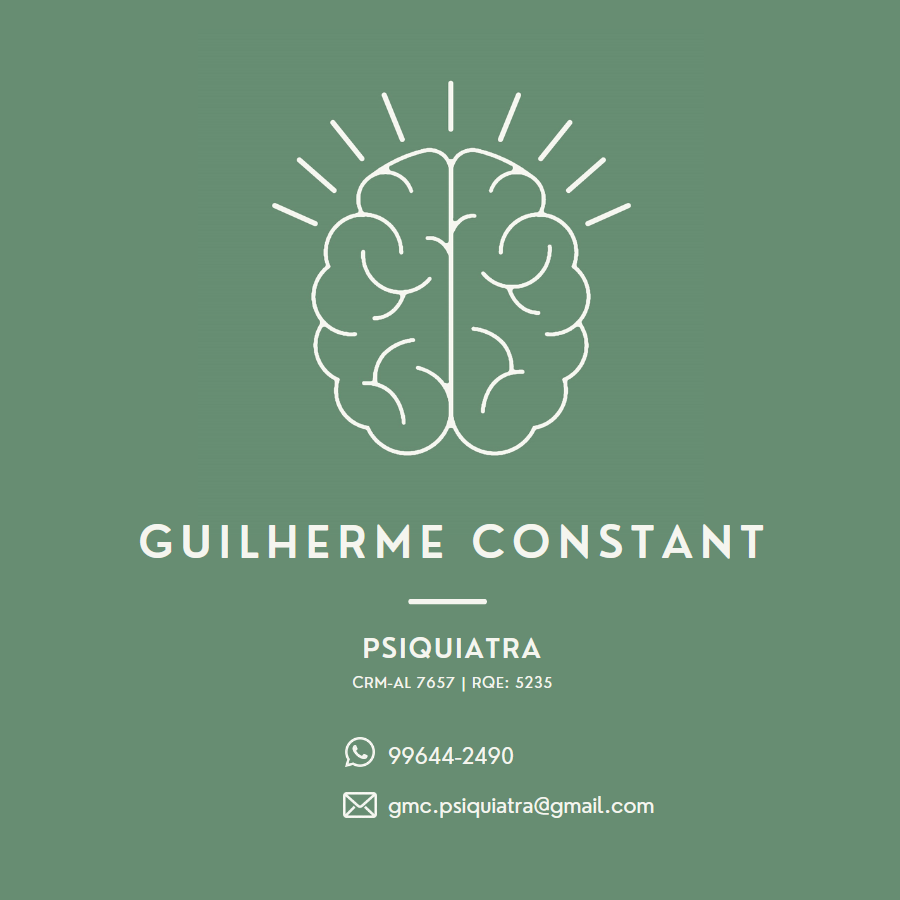 GUILHERME CONSTANT
PSIQUIATRA
CRM-AL 7657 | RQE: 5235
99644-2490
gmc.psiquiatra@gmail.com